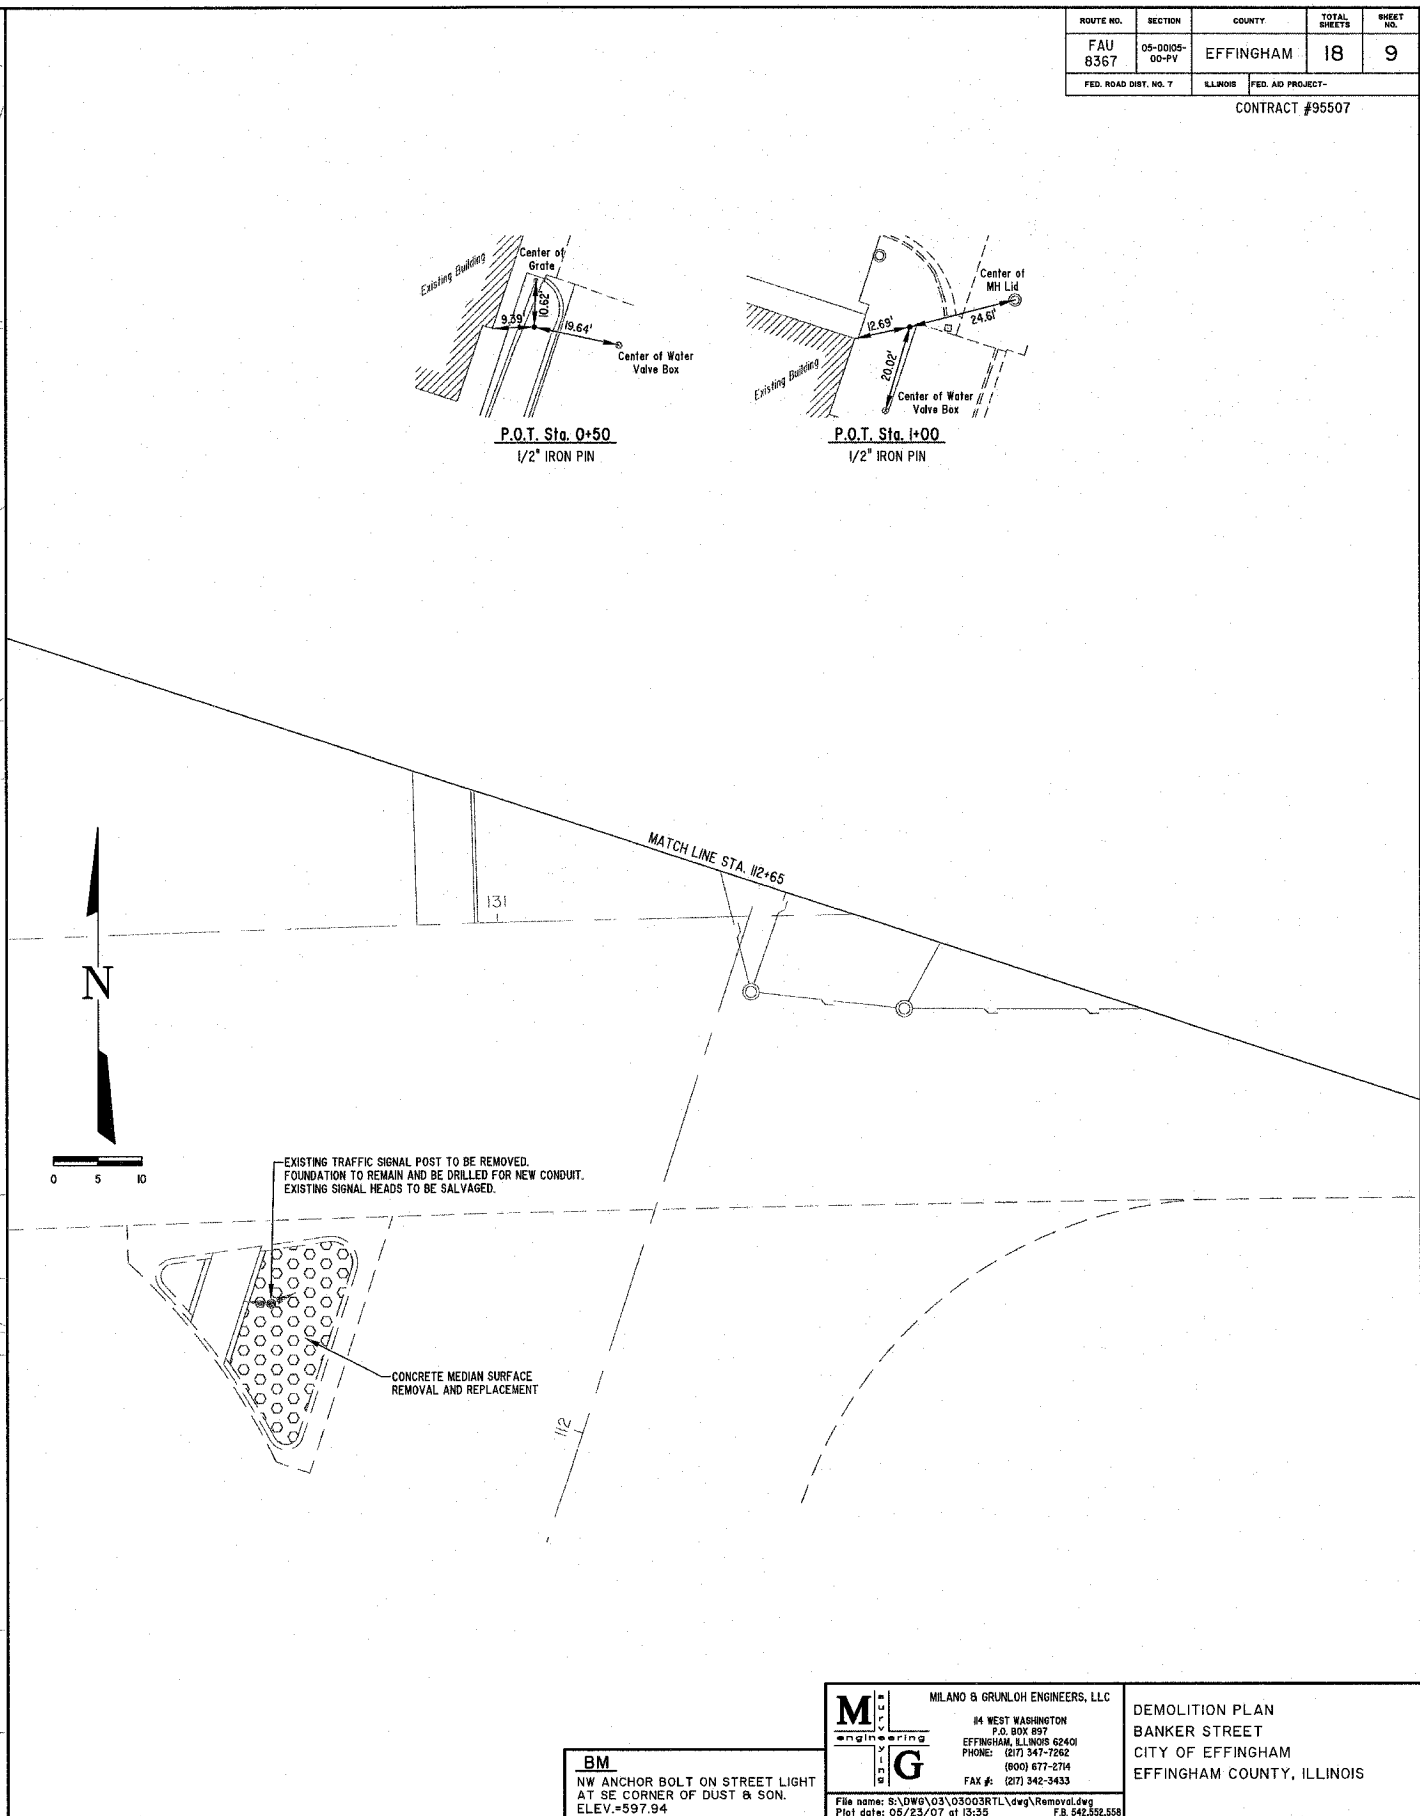 ROUTE NO. SECTION COUNTY TOTAL SHEETS SHEET NO.
FAU 8367 05-00105-00-PV EFFINGHAM 18 9
FED. ROAD DIST. NO. 7 ILLINOIS FED. AID PROJECT-
CONTRACT #95507
Existing Building
Center of
Grate
9.39'
10.62'
19.64'
Center of Water
Valve Box
P.O.T. Sta. 0+50
1/2" IRON PIN
Center of
MH Lid
12.69'
24.61'
20.02'
Existing Building
Center of Water
Valve Box
P.O.T. Sta. 1+00
1/2" IRON PIN
MATCH LINE STA. 112+65
131
N
0 5 10
EXISTING TRAFFIC SIGNAL POST TO BE REMOVED.
FOUNDATION TO REMAIN AND BE DRILLED FOR NEW CONDUIT.
EXISTING SIGNAL HEADS TO BE SALVAGED.
CONCRETE MEDIAN SURFACE
REMOVAL AND REPLACEMENT
112
BM
NW ANCHOR BOLT ON STREET LIGHT
AT SE CORNER OF DUST & SON.
ELEV.=597.94
M G
surveying
engineering
MILANO & GRUNLOH ENGINEERS, LLC
114 WEST WASHINGTON
P.O. BOX 897
EFFINGHAM, ILLINOIS 62401
PHONE: (217) 347-7262
(800) 677-2714
FAX #: (217) 342-3433
File name: S:\DWG\03\03003RTL\dwg\Removal.dwg
Plot date: 05/23/07 at 13:35 F.B. 542,552,558
DEMOLITION PLAN
BANKER STREET
CITY OF EFFINGHAM
EFFINGHAM COUNTY, ILLINOIS